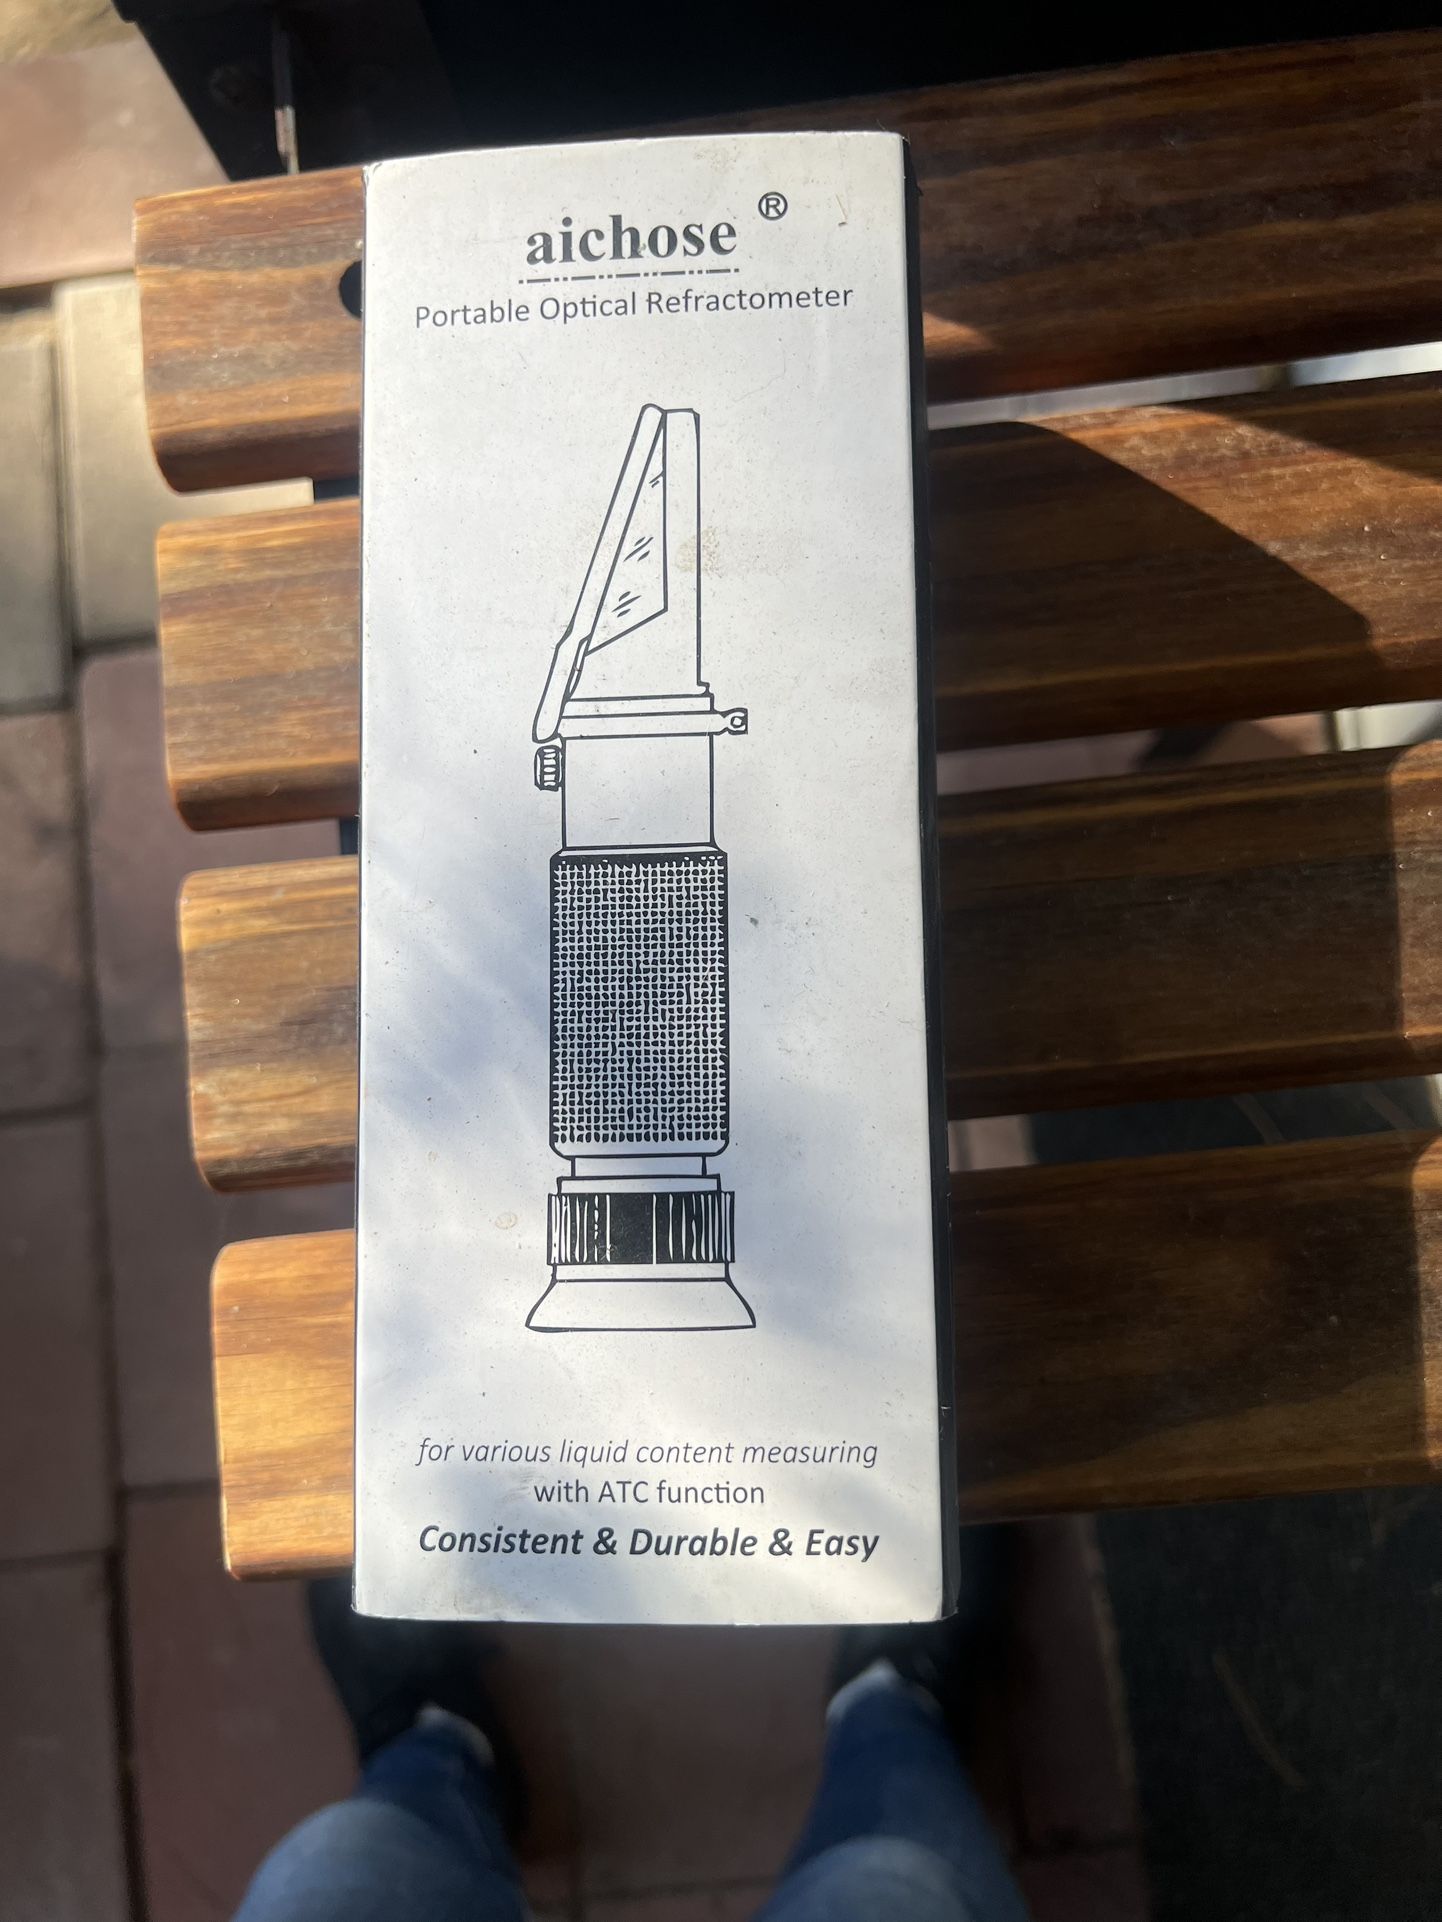 aichose ®
Portable Optical Refractometer
for various liquid content measuring
with ATC function
Consistent & Durable & Easy